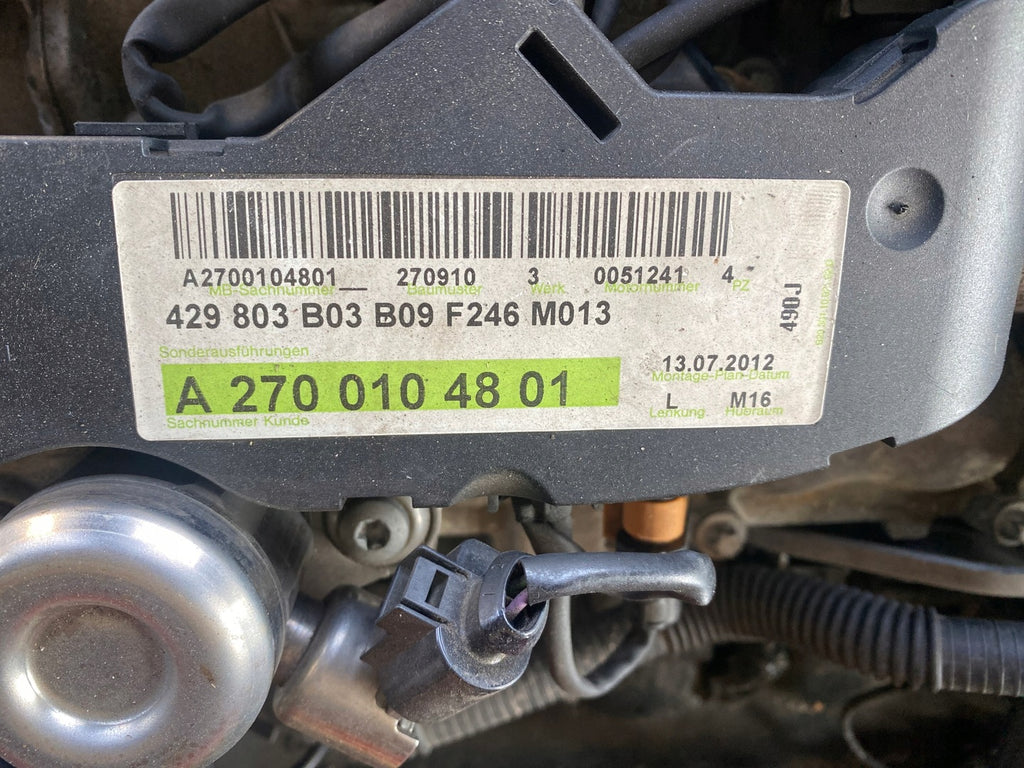 A2700104801__ 270910 3 0051241 4
MB-Sachnummer Baumuster Werk Motornummer PZ
429 803 B03 B09 F246 M013
490J
Sonderausführungen
13.07.2012
Montage-Plan-Datum
A 270 010 48 01
L M16
Lenkung Hubraum
Sachnummer Kunde